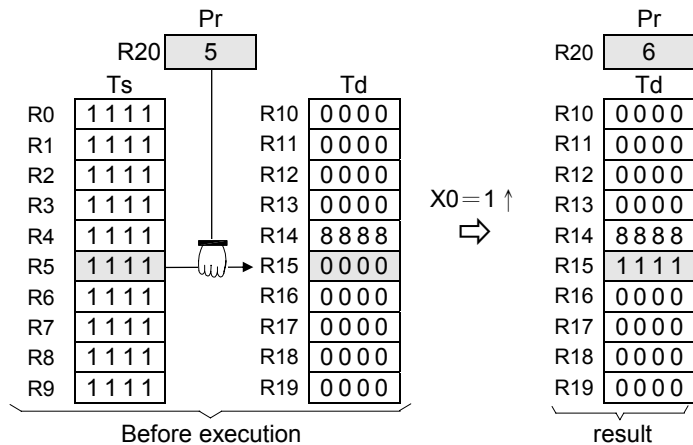 Pr Pr
R20 5 R20 6
Ts Td Td
R0 1111 R10 0000 R10 0000
R1 1111 R11 0000 R11 0000
R2 1111 R12 0000 R12 0000
R3 1111 R13 0000 X0=1↑ R13 0000
R4 1111 R14 8888 ⇨ R14 8888
R5 1111 R15 0000 R15 1111
R6 1111 R16 0000 R16 0000
R7 1111 R17 0000 R17 0000
R8 1111 R18 0000 R18 0000
R9 1111 R19 0000 R19 0000
Before execution result